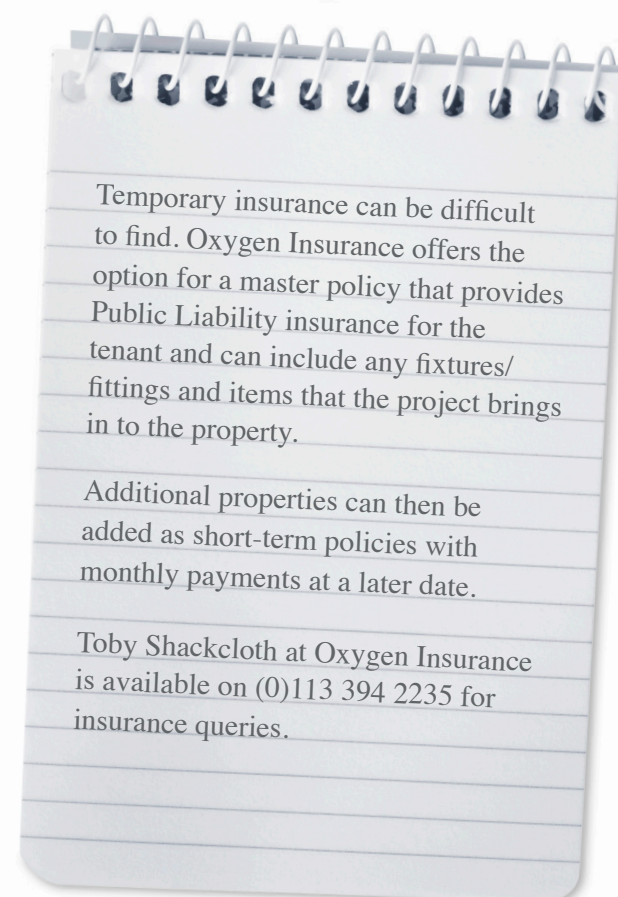 Temporary insurance can be difficult
to find. Oxygen Insurance offers the
option for a master policy that provides
Public Liability insurance for the
tenant and can include any fixtures/
fittings and items that the project brings
in to the property.
Additional properties can then be
added as short-term policies with
monthly payments at a later date.
Toby Shackcloth at Oxygen Insurance
is available on (0)113 394 2235 for
insurance queries.